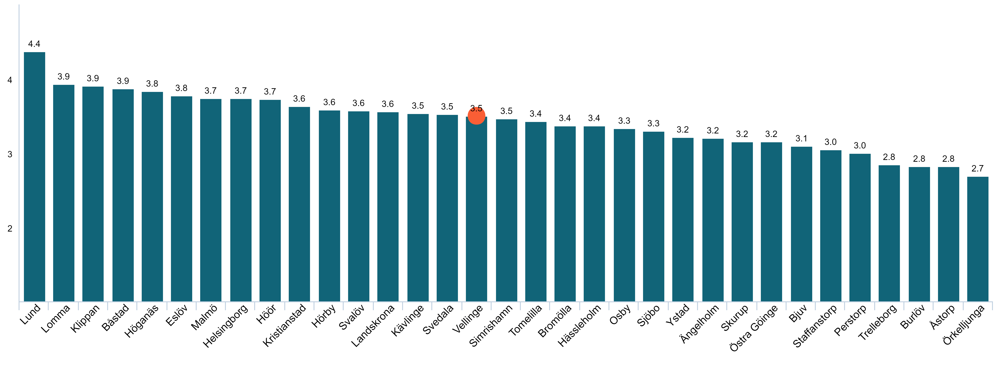 4.4
3.9
3.9
3.9
3.8
3.8
3.7
3.7
3.7
3.6
3.6
3.6
3.6
3.5
3.5
3.5
3.5
3.4
3.4
3.4
3.3
3.3
3.2
3.2
3.2
3.2
3.1
3.0
3.0
2.8
2.8
2.8
2.7
4
3
2
Lund
Lomma
Klippan
Båstad
Höganäs
Eslöv
Malmö
Helsingborg
Höör
Kristianstad
Hörby
Svalöv
Landskrona
Kävlinge
Svedala
Vellinge
Simrishamn
Tomelilla
Bromölla
Hässleholm
Osby
Sjöbo
Ystad
Ängelholm
Skurup
Östra Göinge
Bjuv
Staffanstorp
Perstorp
Trelleborg
Burlöv
Åstorp
Örkelljunga